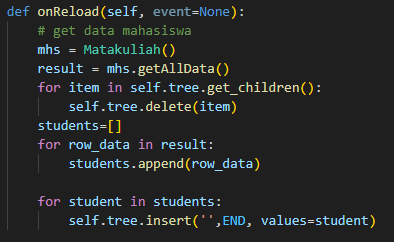 def onReload(self, event=None):
    # get data mahasiswa
    mhs = Matakuliah()
    result = mhs.getAllData()
    for item in self.tree.get_children():
        self.tree.delete(item)
    students=[]
    for row_data in result:
        students.append(row_data)
    for student in students:
        self.tree.insert('',END, values=student)